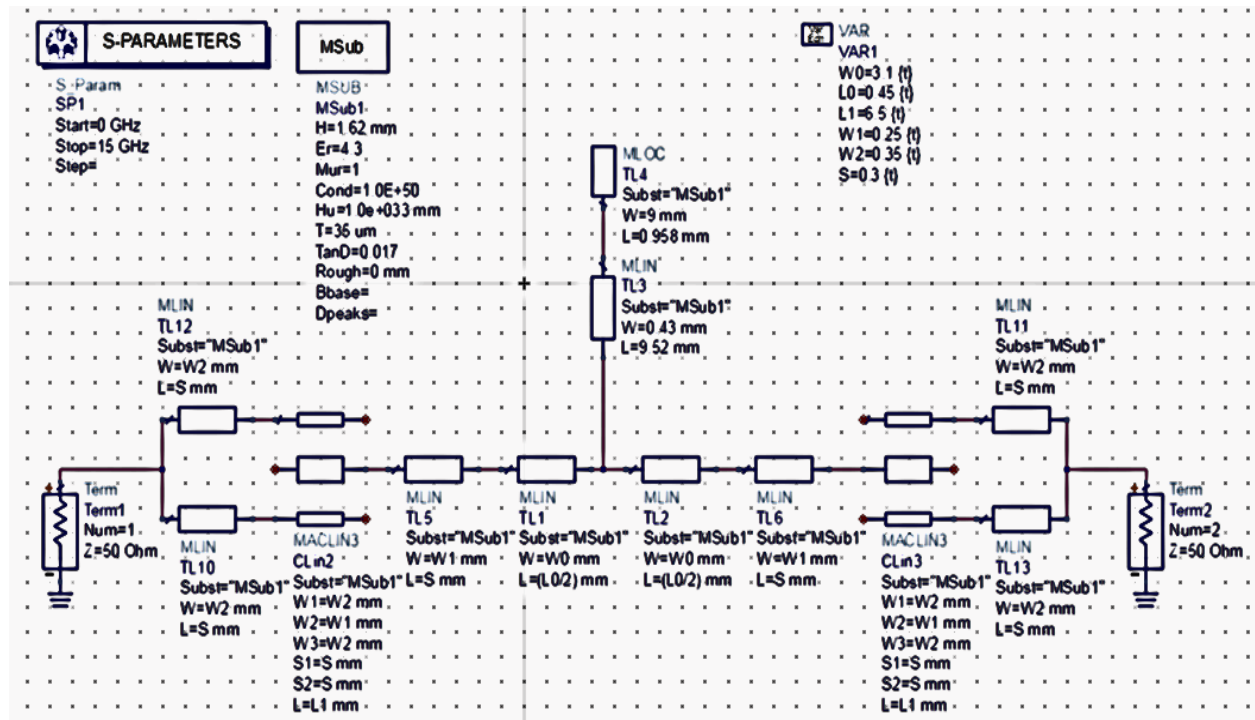 S-PARAMETERS
S_Param
SP1
Start=0 GHz
Stop=15 GHz
Step=
MSub
MSUB
MSub1
H=1 62 mm
Er=4 3
Mur=1
Cond=1 0E+50
Hu=1 0e+033 mm
T=35 um
TanD=0 017
Rough=0 mm
Bbase=
Dpeaks=
VAR
VAR1
W0=3 1 {t}
L0=0 45 {t}
L1=6 5 {t}
W1=0 25 {t}
W2=0 35 {t}
S=0 3 {t}
MLOC
TL4
Subst="MSub1"
W=9 mm
L=0 958 mm
MLIN
TL3
Subst="MSub1"
W=0.43 mm
L=9 52 mm
MLIN
TL12
Subst="MSub1"
W=W2 mm
L=S mm
MLIN
TL11
Subst="MSub1"
W=W2 mm
L=S mm
Term
Term1
Num=1
Z=50 Ohm
MLIN
TL10
Subst="MSub1"
W=W2 mm
L=S mm
MACLIN3
CLin2
Subst="MSub1"
W1=W2 mm
W2=W1 mm
W3=W2 mm
S1=S mm
S2=S mm
L=L1 mm
MLIN
TL5
Subst="MSub1"
W=W1 mm
L=S mm
MLIN
TL1
Subst="MSub1"
W=W0 mm
L=(L0/2) mm
MLIN
TL2
Subst="MSub1"
W=W0 mm
L=(L0/2) mm
MLIN
TL6
Subst="MSub1"
W=W1 mm
L=S mm
MACLIN3
CLin3
Subst="MSub1"
W1=W2 mm
W2=W1 mm
W3=W2 mm
S1=S mm
S2=S mm
L=L1 mm
MLIN
TL13
Subst="MSub1"
W=W2 mm
L=S mm
Term
Term2
Num=2
Z=50 Ohm